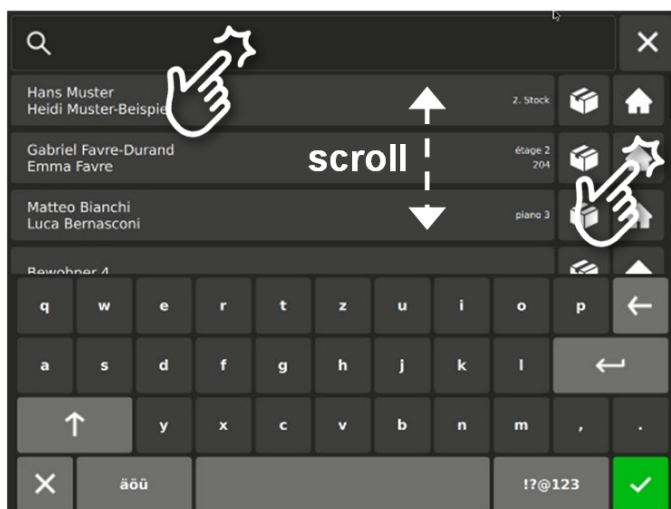 Hans Muster
Heidi Muster-Beispie
2. Stock
Gabriel Favre-Durand
Emma Favre
étage 2
204
scroll
Matteo Bianchi
Luca Bernasconi
piano 3
Bewohner 4
q w e r t z u i o p
a s d f g h j k l
y x c v b n m , .
äöü
!?@123